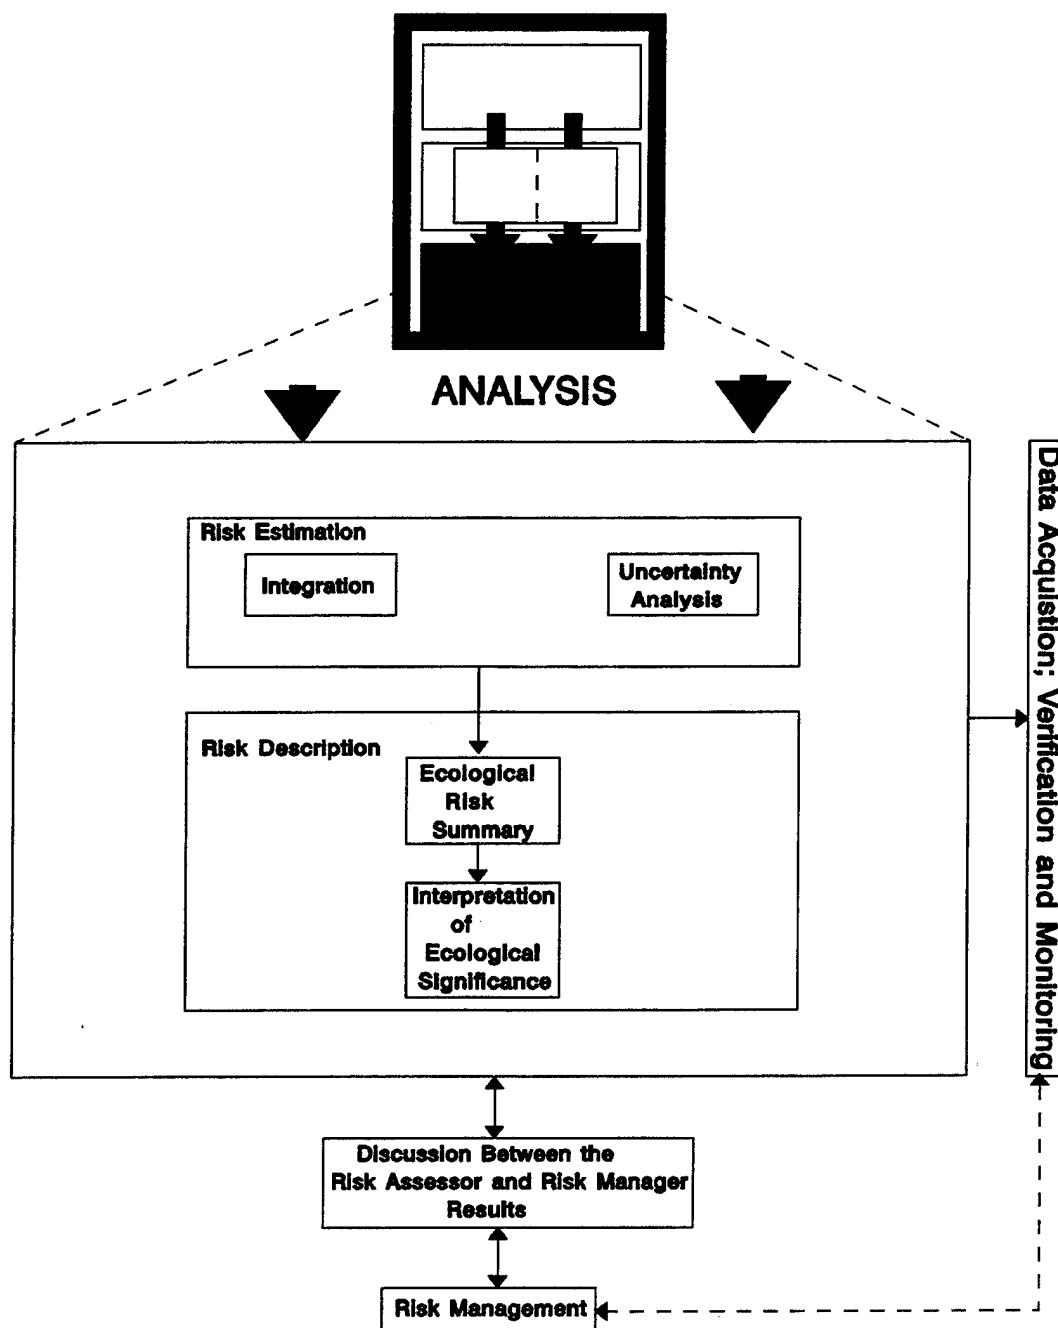 ANALYSIS
Risk Estimation
Integration
Uncertainty
Analysis
Risk Description
Ecological
Risk
Summary
Interpretation
of
Ecological
Significance
Data Acquistion; Verification and Monitoring
Discussion Between the
Risk Assessor and Risk Manager
Results
Risk Management